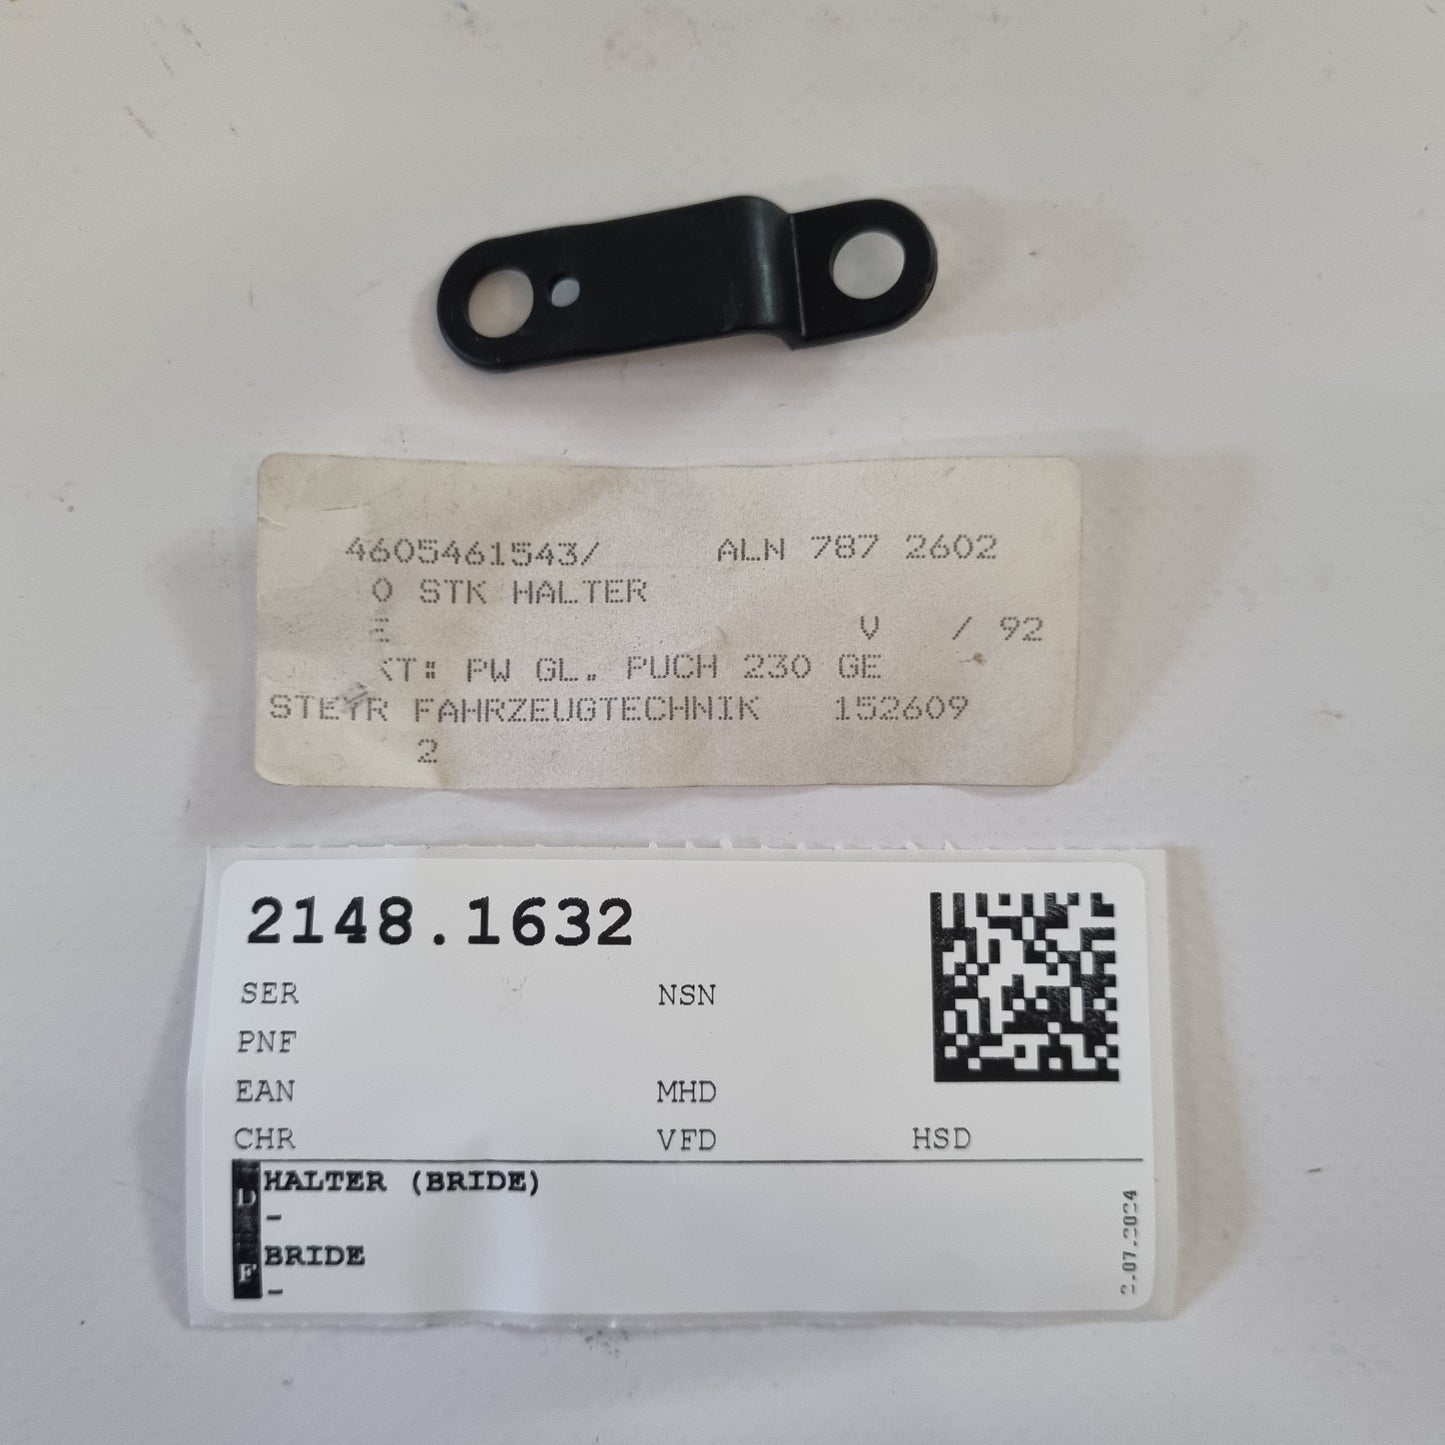 4605461543/ ALN 787 2602
0 STK HALTER
V / 92
KT: PW GL. PUCH 230 GE
STEYR FAHRZEUGTECHNIK 152609
2
2148.1632
SER NSN
PNF
EAN MHD
CHR VFD HSD
D HALTER (BRIDE)
-
F BRIDE
-